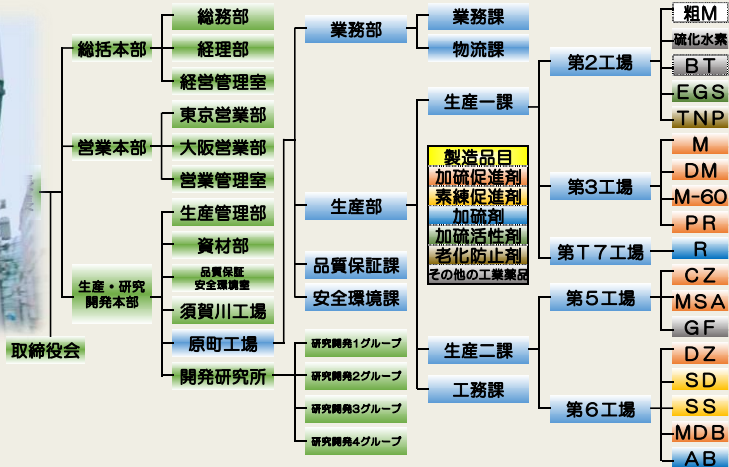 取締役会
総括本部
総務部
経理部
経営管理室
営業本部
東京営業部
大阪営業部
営業管理室
生産・研究
開発本部
生産管理部
資材部
品質保証
安全環境室
須賀川工場
原町工場
開発研究所
業務部
業務課
物流課
生産部
生産一課
第2工場
粗M
硫化水素
BT
EGS
TNP
第3工場
M
DM
M-60
PR
第T7工場
R
生産二課
第5工場
CZ
MSA
GF
第6工場
DZ
SD
SS
MDB
AB
工務課
品質保証課
安全環境課
研究開発1グループ
研究開発2グループ
研究開発3グループ
研究開発4グループ
製造品目
加硫促進剤
素練促進剤
加硫剤
加硫活性剤
老化防止剤
その他の工業薬品